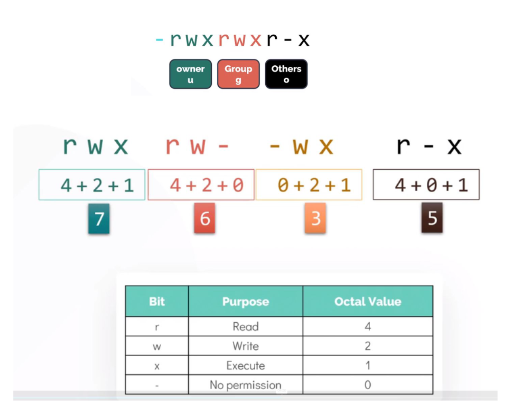 -rwxrwxr-x
owner Group Others
u g o
rwx rw- -wx r-x
4+2+1 4+2+0 0+2+1 4+0+1
7 6 3 5
Bit Purpose Octal Value
r Read 4
w Write 2
x Execute 1
- No permission 0